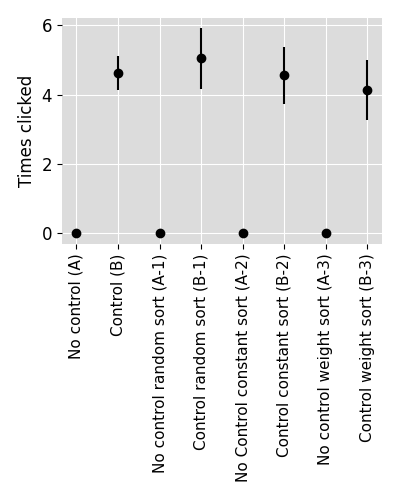 6
4
2
0
Times clicked
No control (A)
Control (B)
No control random sort (A-1)
Control random sort (B-1)
No Control constant sort (A-2)
Control constant sort (B-2)
No control weight sort (A-3)
Control weight sort (B-3)